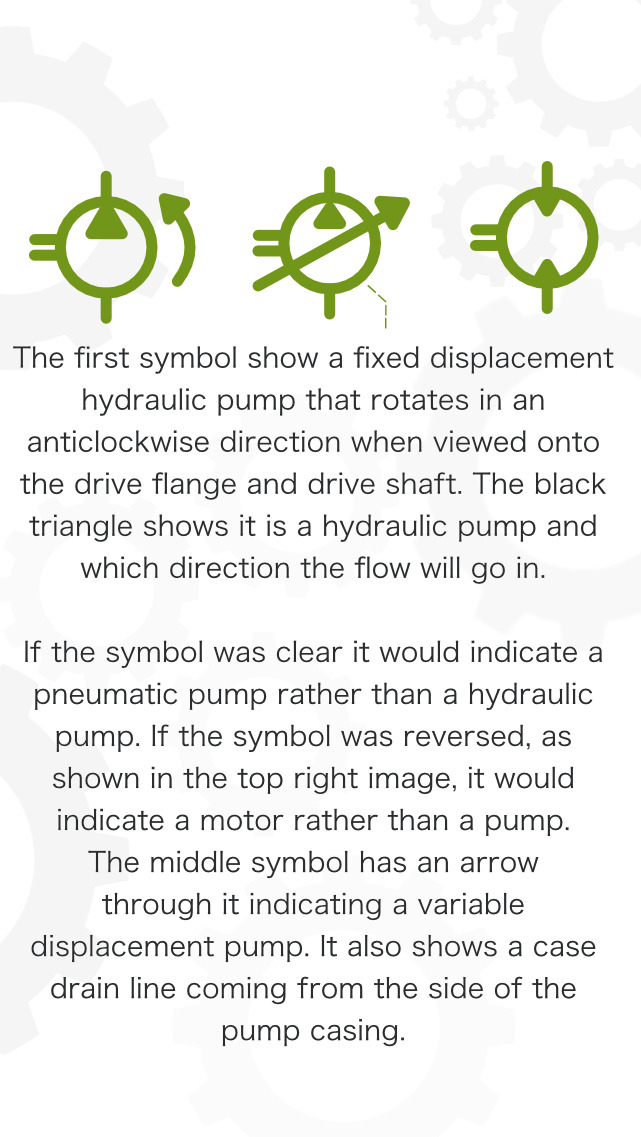 The first symbol show a fixed displacement
hydraulic pump that rotates in an
anticlockwise direction when viewed onto
the drive flange and drive shaft. The black
triangle shows it is a hydraulic pump and
which direction the flow will go in.
If the symbol was clear it would indicate a
pneumatic pump rather than a hydraulic
pump. If the symbol was reversed, as
shown in the top right image, it would
indicate a motor rather than a pump.
The middle symbol has an arrow
through it indicating a variable
displacement pump. It also shows a case
drain line coming from the side of the
pump casing.